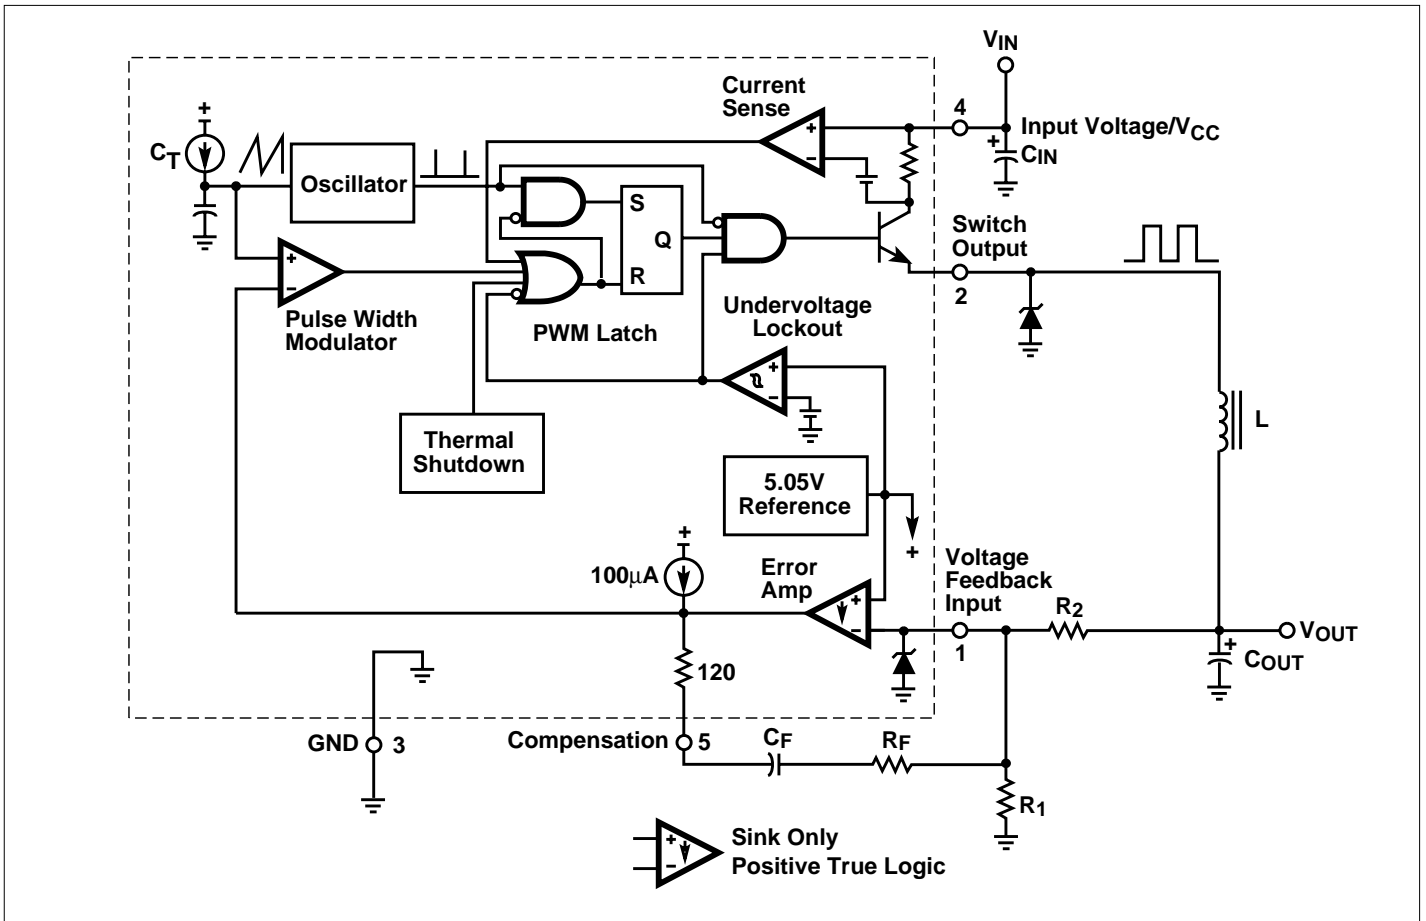 VIN
Current
Sense
4
Input Voltage/VCC
CIN
+
CT
Oscillator
S
Q
R
Switch
Output
2
Pulse Width
Modulator
PWM Latch
Undervoltage
Lockout
L
Thermal
Shutdown
5.05V
Reference
100μA
Error
Amp
Voltage
Feedback
Input
1
R2
VOUT
COUT
120
GND 3
Compensation 5
CF
RF
R1
Sink Only
Positive True Logic